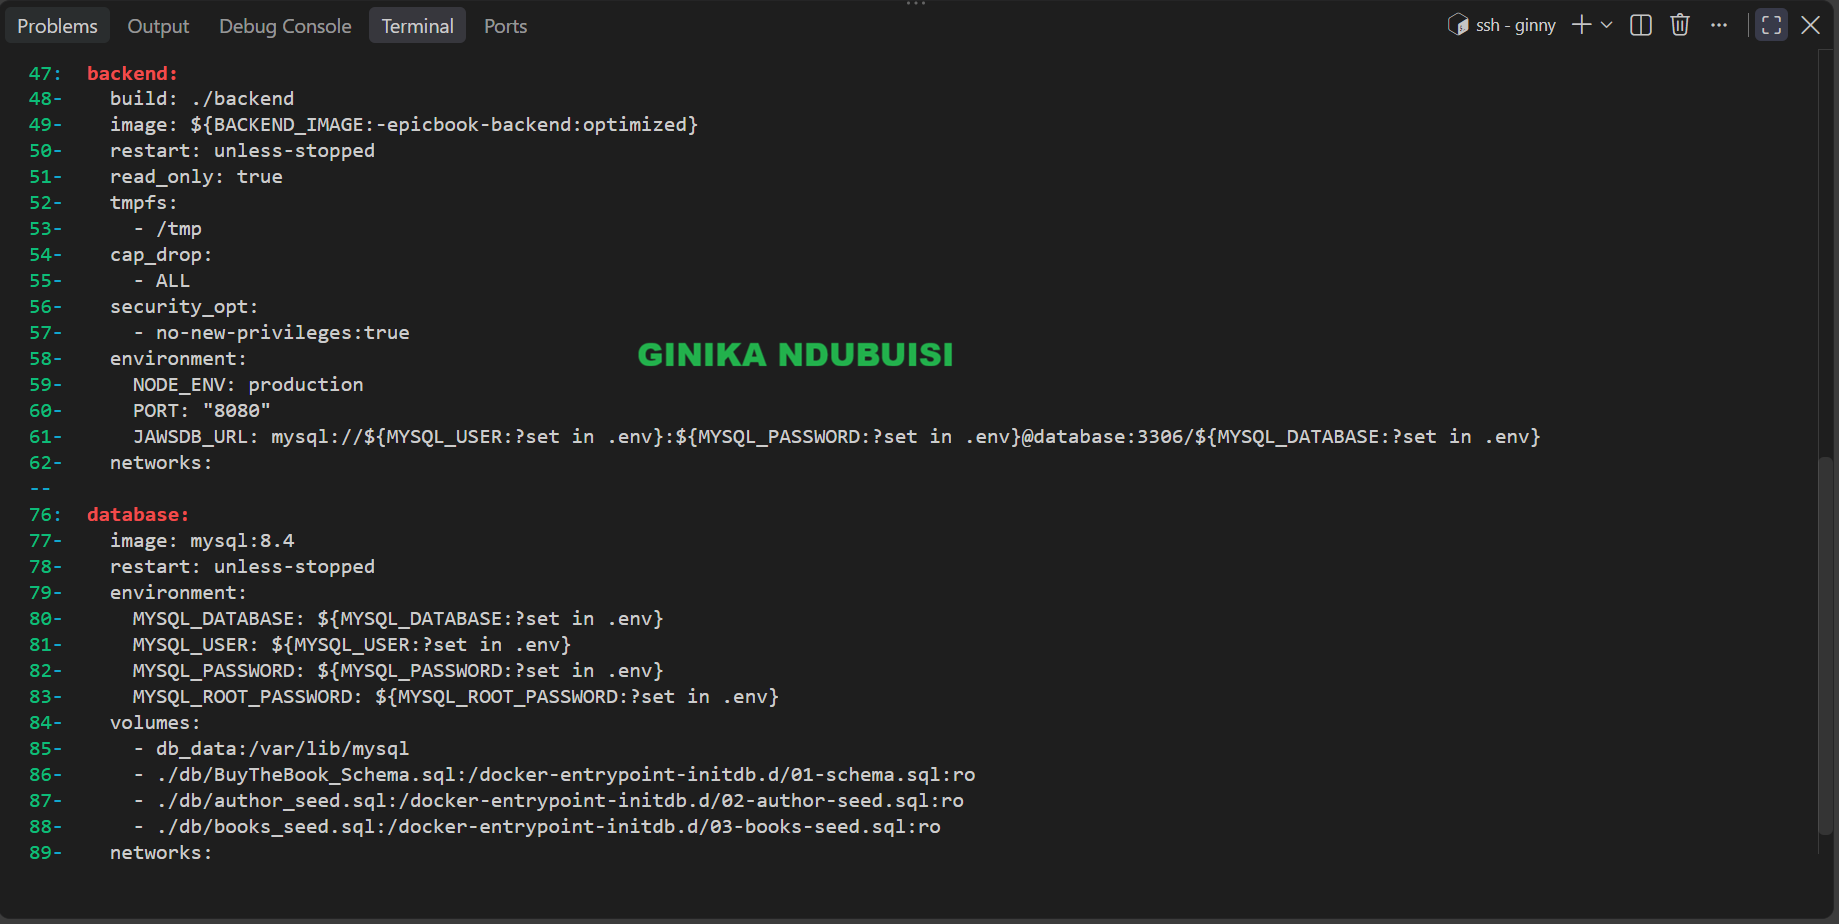 Problems Output Debug Console Terminal Ports ssh - ginny
47: backend:
48- build: ./backend
49- image: ${BACKEND_IMAGE:-epicbook-backend:optimized}
50- restart: unless-stopped
51- read_only: true
52- tmpfs:
53- - /tmp
54- cap_drop:
55- - ALL
56- security_opt:
57- - no-new-privileges:true
GINIKA NDUBUISI
58- environment:
59- NODE_ENV: production
60- PORT: "8080"
61- JAWSDB_URL: mysql://${MYSQL_USER:?set in .env}:${MYSQL_PASSWORD:?set in .env}@database:3306/${MYSQL_DATABASE:?set in .env}
62- networks:
--
76: database:
77- image: mysql:8.4
78- restart: unless-stopped
79- environment:
80- MYSQL_DATABASE: ${MYSQL_DATABASE:?set in .env}
81- MYSQL_USER: ${MYSQL_USER:?set in .env}
82- MYSQL_PASSWORD: ${MYSQL_PASSWORD:?set in .env}
83- MYSQL_ROOT_PASSWORD: ${MYSQL_ROOT_PASSWORD:?set in .env}
84- volumes:
85- - db_data:/var/lib/mysql
86- - ./db/BuyTheBook_Schema.sql:/docker-entrypoint-initdb.d/01-schema.sql:ro
87- - ./db/author_seed.sql:/docker-entrypoint-initdb.d/02-author-seed.sql:ro
88- - ./db/books_seed.sql:/docker-entrypoint-initdb.d/03-books-seed.sql:ro
89- networks: